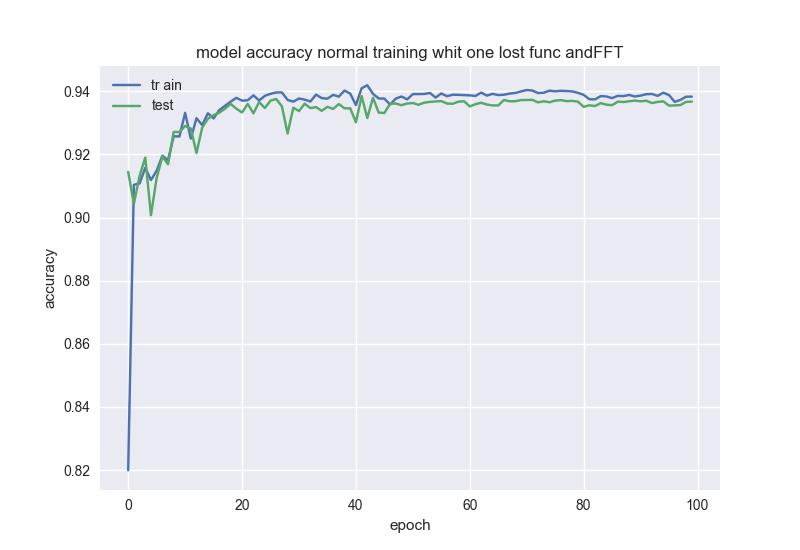 model accuracy normal training whit one lost func andFFT
tr ain
test
0.94
0.92
0.90
0.88
0.86
0.84
0.82
accuracy
0 20 40 60 80 100
epoch